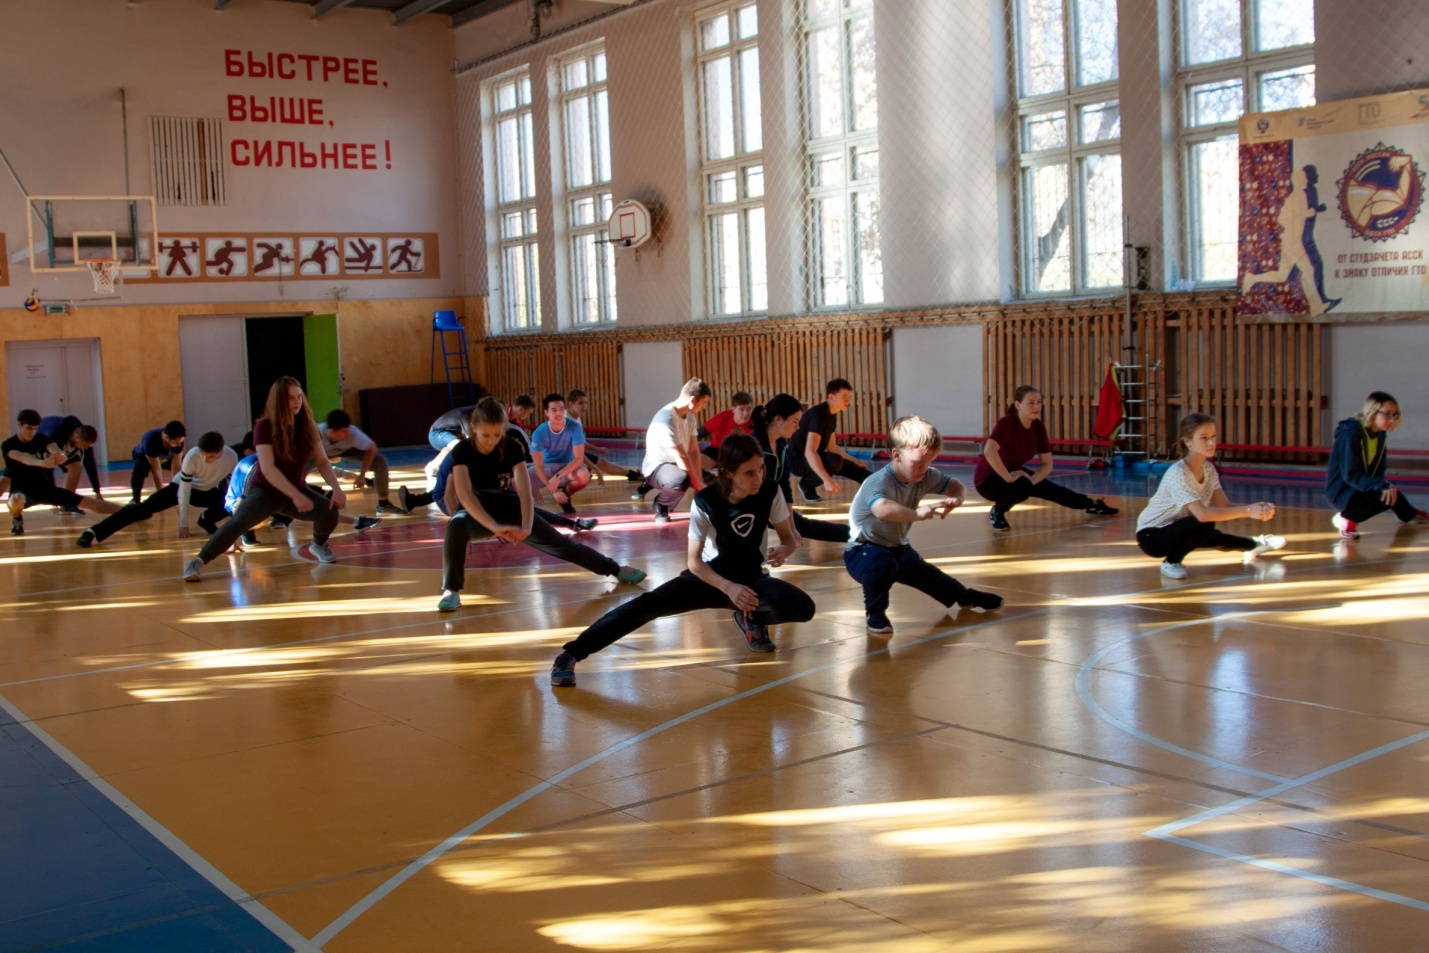 БЫСТРЕЕ,
ВЫШЕ,
СИЛЬНЕЕ!
ГТО
ОТ СТУДЗАЧЕТА АССК
К ЗНАКУ ОТЛИЧИЯ ГТО